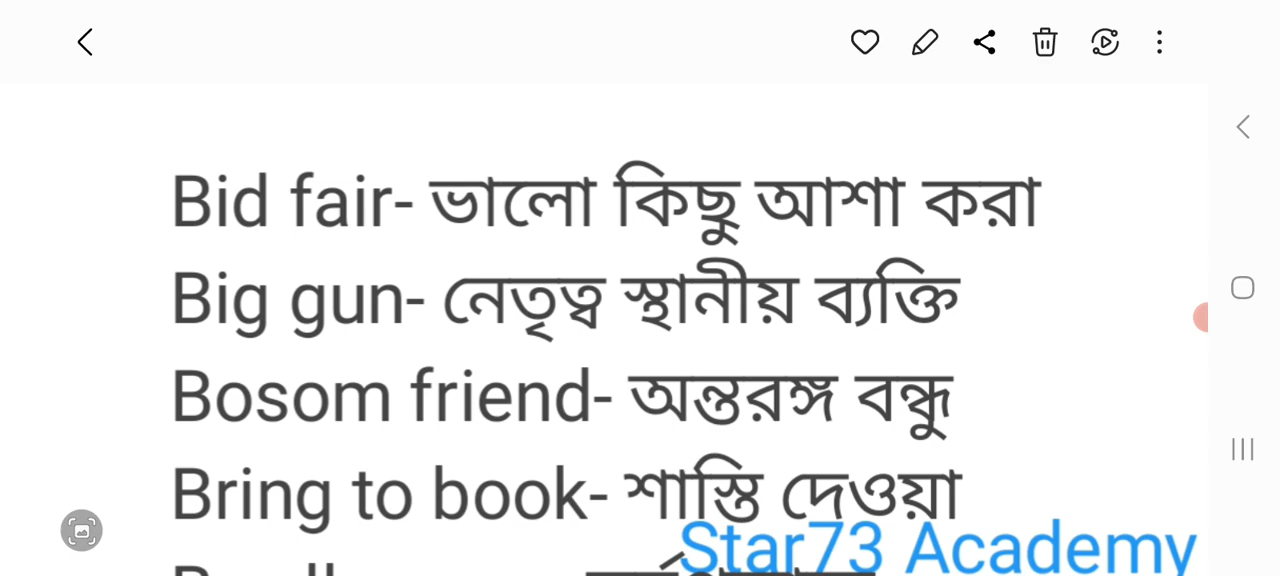 Bid fair- ভালো কিছু আশা করা
Big gun- নেতৃত্ব স্থানীয় ব্যক্তি
Bosom friend- অন্তরঙ্গ বন্ধু
Bring to book- শাস্তি দেওয়া
Star73 Academy